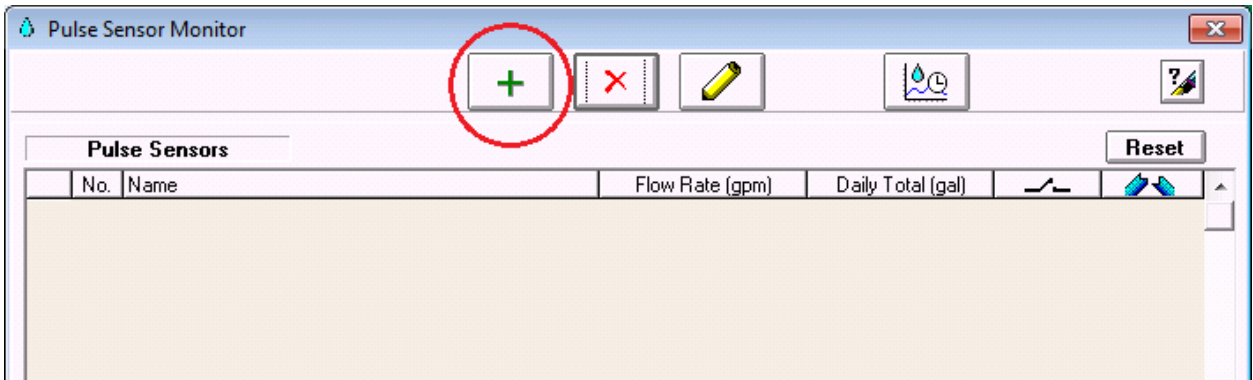 Pulse Sensor Monitor
?
Pulse Sensors
Reset
No. Name Flow Rate (gpm) Daily Total (gal)